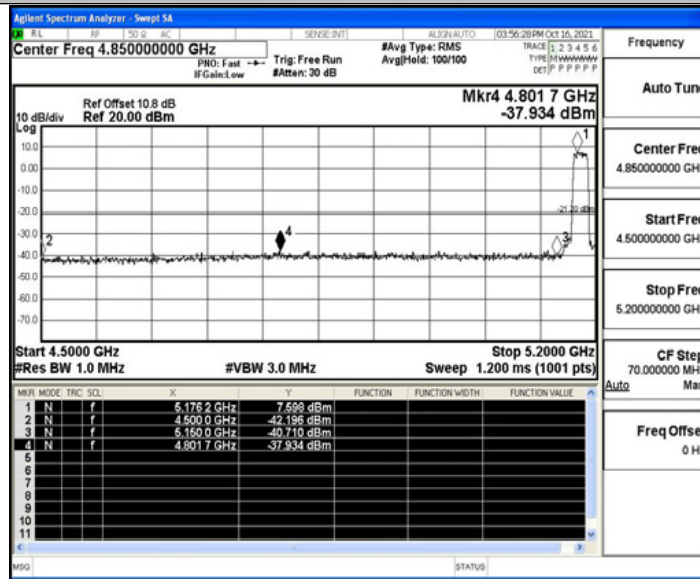 Agilent Spectrum Analyzer - Swept SA
RL RF 50 Ω AC SENSE:INT ALIGN AUTO 03:56:28 PM Oct 16, 2021
Center Freq 4.850000000 GHz
PNO: Fast
IFGain:Low
Trig: Free Run
#Atten: 30 dB
#Avg Type: RMS
Avg|Hold: 100/100
TRACE 1 2 3 4 5 6
TYPE MWWWWW
DET P P P P P P
Frequency
Auto Tune
Center Freq
4.850000000 GHz
Start Freq
4.500000000 GHz
Stop Freq
5.200000000 GHz
CF Step
70.000000 MHz
Auto Man
Freq Offset
0 Hz
Ref Offset 10.8 dB
10 dB/div Ref 20.00 dBm
Log
Mkr4 4.801 7 GHz
-37.934 dBm
10.0
0.00
-10.0
-20.0
-30.0
-40.0
-50.0
-60.0
-70.0
1
2
3
4
-21.20 dBm
Start 4.5000 GHz Stop 5.2000 GHz
#Res BW 1.0 MHz #VBW 3.0 MHz Sweep 1.200 ms (1001 pts)
MKR MODE TRC SCL X Y FUNCTION FUNCTION WIDTH FUNCTION VALUE
1 N f 5.176 2 GHz 7.598 dBm
2 N f 4.500 0 GHz -42.196 dBm
3 N f 5.150 0 GHz -40.710 dBm
4 N f 4.801 7 GHz -37.934 dBm
5
6
7
8
9
10
11
MSG STATUS